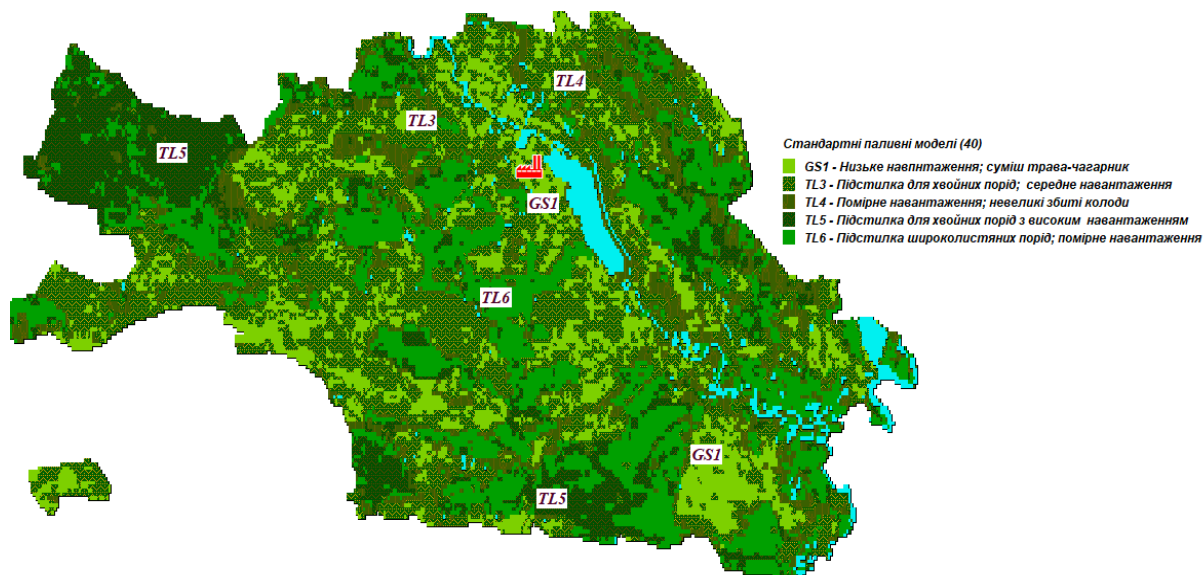 TL4
TL3
TL5
GS1
TL6
GS1
TL5
Стандартні паливні моделі (40)
GS1 - Низьке навпнтаження; суміш трава-чагарник
TL3 - Підстилка для хвойних порід; середне навантаження
TL4 - Помірне навантаження; невеликі збиті колоди
TL5 - Підстилка для хвойних порід з високим навантаженням
TL6 - Підстилка широколистяних порід; помірне навантаження